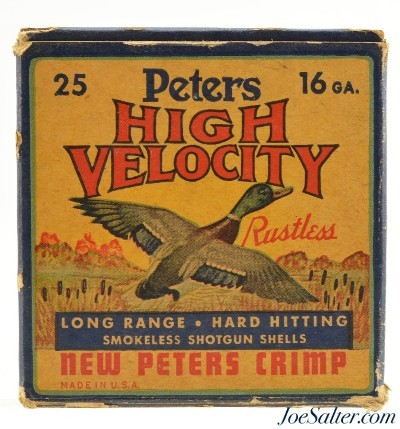 25 Peters 16 GA.
HIGH
VELOCITY
Rustless
LONG RANGE • HARD HITTING
SMOKELESS SHOTGUN SHELLS
NEW PETERS CRIMP
MADE IN U.S.A.
JoeSalter.com